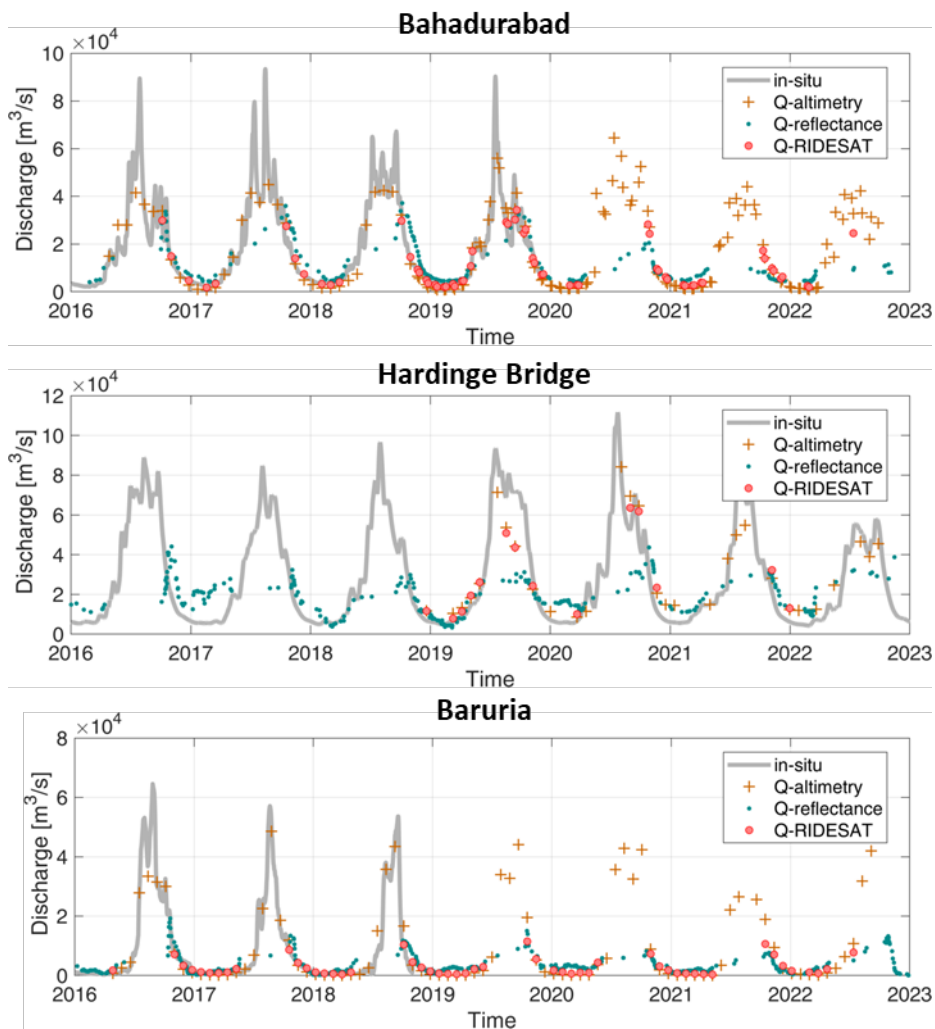 Bahadurabad
×10⁴
10
8
6
4
2
0
Discharge [m³/s]
in-situ
Q-altimetry
Q-reflectance
Q-RIDESAT
2016 2017 2018 2019 2020 2021 2022 2023
Time
Hardinge Bridge
×10⁴
12
10
8
6
4
2
0
Discharge [m³/s]
in-situ
Q-altimetry
Q-reflectance
Q-RIDESAT
2016 2017 2018 2019 2020 2021 2022 2023
Time
Baruria
×10⁴
8
6
4
2
0
Discharge [m³/s]
in-situ
Q-altimetry
Q-reflectance
Q-RIDESAT
2016 2017 2018 2019 2020 2021 2022 2023
Time